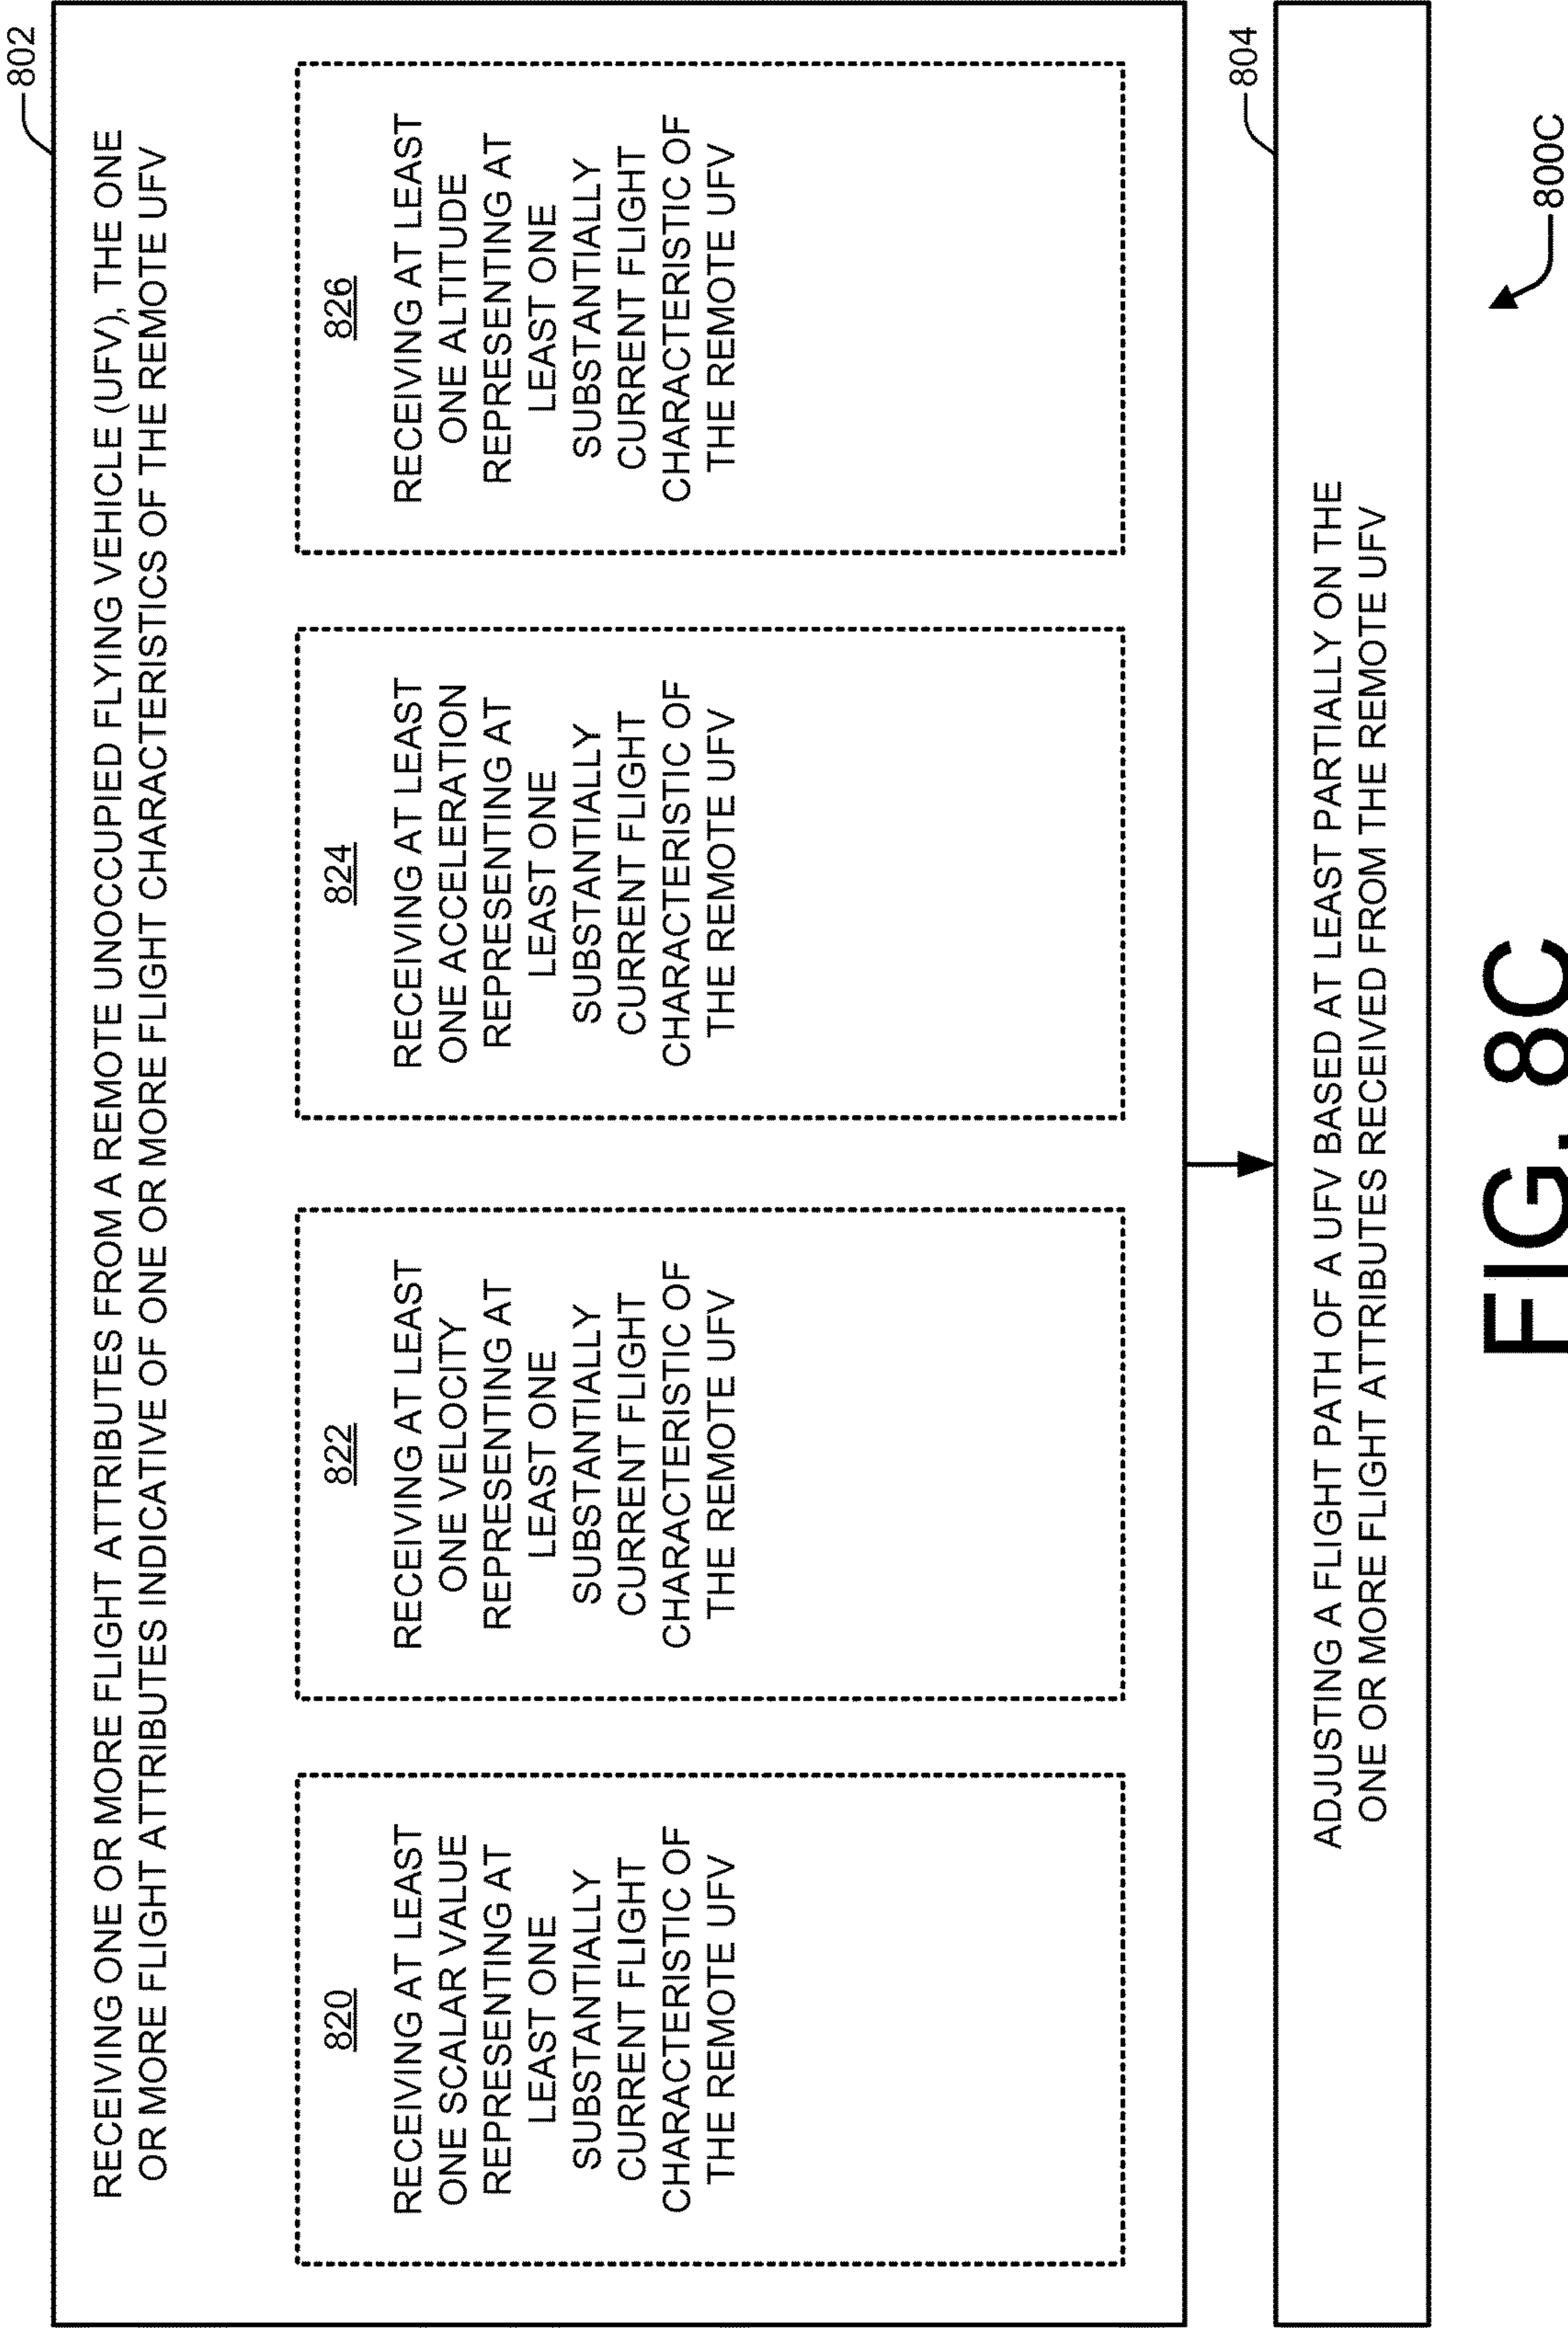 802
RECEIVING ONE OR MORE FLIGHT ATTRIBUTES FROM A REMOTE UNOCCUPIED FLYING VEHICLE (UFV), THE ONE
OR MORE FLIGHT ATTRIBUTES INDICATIVE OF ONE OR MORE FLIGHT CHARACTERISTICS OF THE REMOTE UFV
820
RECEIVING AT LEAST
ONE SCALAR VALUE
REPRESENTING AT
LEAST ONE
SUBSTANTIALLY
CURRENT FLIGHT
CHARACTERISTIC OF
THE REMOTE UFV
822
RECEIVING AT LEAST
ONE VELOCITY
REPRESENTING AT
LEAST ONE
SUBSTANTIALLY
CURRENT FLIGHT
CHARACTERISTIC OF
THE REMOTE UFV
824
RECEIVING AT LEAST
ONE ACCELERATION
REPRESENTING AT
LEAST ONE
SUBSTANTIALLY
CURRENT FLIGHT
CHARACTERISTIC OF
THE REMOTE UFV
826
RECEIVING AT LEAST
ONE ALTITUDE
REPRESENTING AT
LEAST ONE
SUBSTANTIALLY
CURRENT FLIGHT
CHARACTERISTIC OF
THE REMOTE UFV
804
ADJUSTING A FLIGHT PATH OF A UFV BASED AT LEAST PARTIALLY ON THE
ONE OR MORE FLIGHT ATTRIBUTES RECEIVED FROM THE REMOTE UFV
FIG. 8C
800C